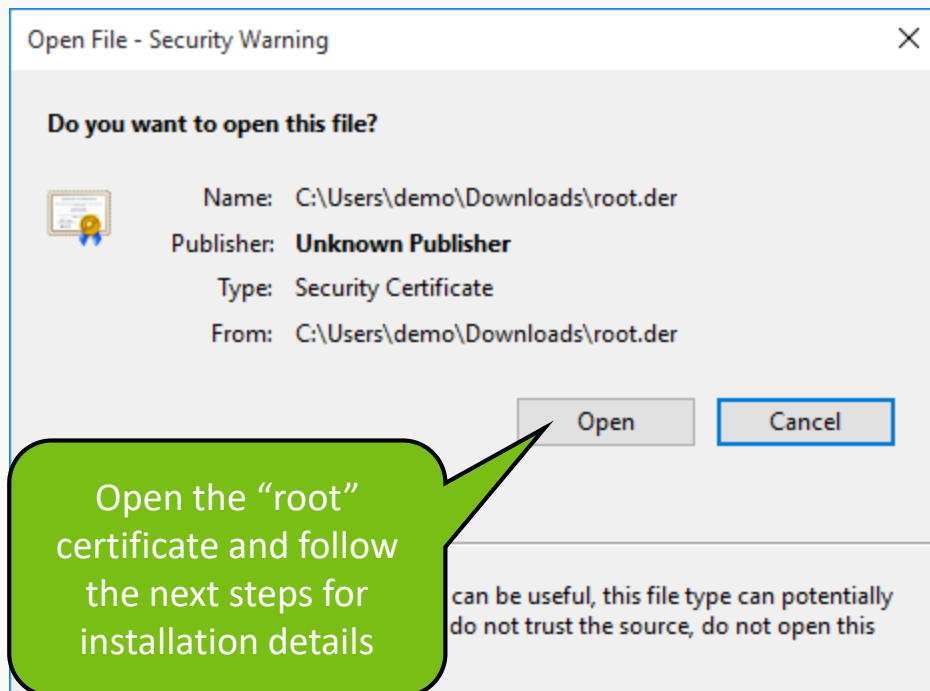 Open File - Security Warning
Do you want to open this file?
Name: C:\Users\demo\Downloads\root.der
Publisher: Unknown Publisher
Type: Security Certificate
From: C:\Users\demo\Downloads\root.der
Open Cancel
Open the “root”
certificate and follow
the next steps for
installation details
can be useful, this file type can potentially
do not trust the source, do not open this